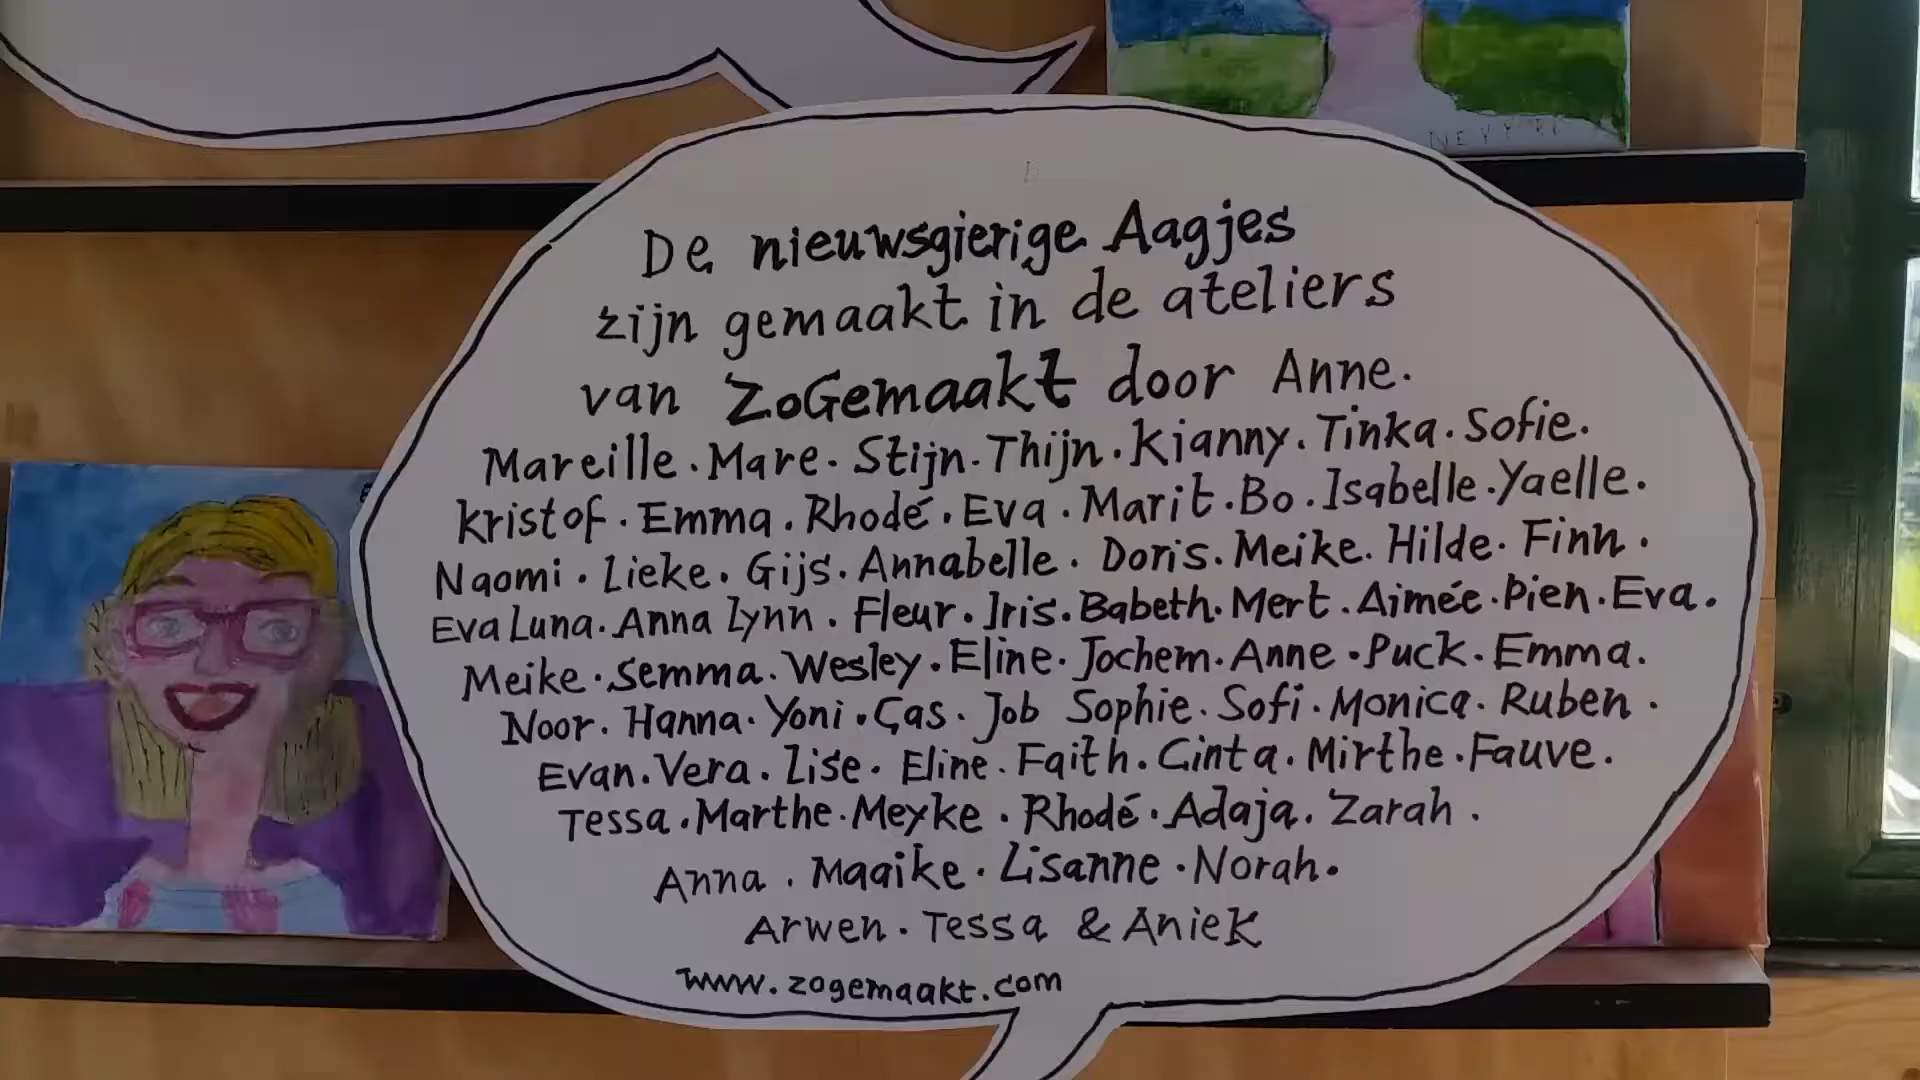 NEVY
De nieuwsgierige Aagjes
zijn gemaakt in de ateliers
van ZoGemaakt door Anne.
Mareille. Mare. Stijn. Thijn. Kianny. Tinka. Sofie.
Kristof. Emma. Rhodé. Eva. Marit. Bo. Isabelle. Yaelle.
Naomi. Lieke. Gijs. Annabelle. Doris. Meike. Hilde. Finn.
Eva Luna. Anna Lynn. Fleur. Iris. Babeth. Mert. Aimée. Pien. Eva.
Meike. Semma. Wesley. Eline. Jochem. Anne. Puck. Emma.
Noor. Hanna. Yoni. Cas. Job Sophie. Sofi. Monica. Ruben.
Evan. Vera. Lise. Eline. Faith. Cinta. Mirthe. Fauve.
Tessa. Marthe. Meyke. Rhodé. Adaja. Zarah.
Anna. Maaike. Lisanne. Norah.
Arwen. Tessa & Aniek
www.zogemaakt.com